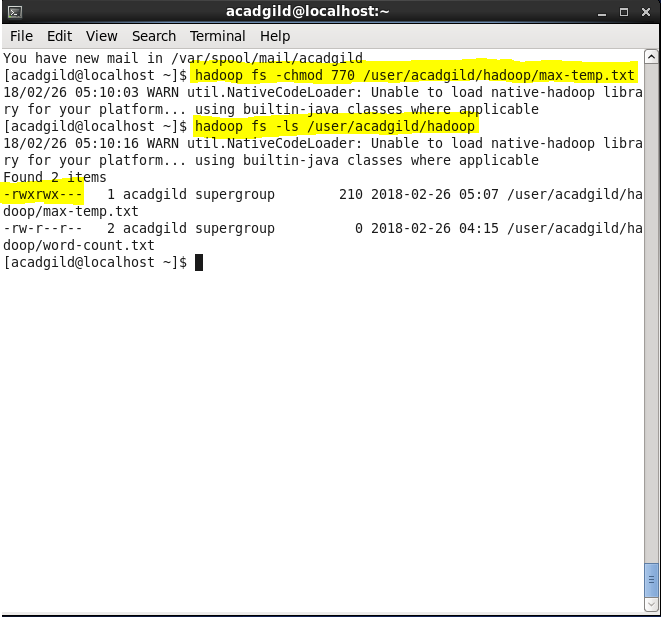 acadgild@localhost:~
File Edit View Search Terminal Help
You have new mail in /var/spool/mail/acadgild
[acadgild@localhost ~]$ hadoop fs -chmod 770 /user/acadgild/hadoop/max-temp.txt
18/02/26 05:10:03 WARN util.NativeCodeLoader: Unable to load native-hadoop libra
ry for your platform... using builtin-java classes where applicable
[acadgild@localhost ~]$ hadoop fs -ls /user/acadgild/hadoop
18/02/26 05:10:16 WARN util.NativeCodeLoader: Unable to load native-hadoop libra
ry for your platform... using builtin-java classes where applicable
Found 2 items
-rwxrwx---   1 acadgild supergroup        210 2018-02-26 05:07 /user/acadgild/ha
doop/max-temp.txt
-rw-r--r--   2 acadgild supergroup          0 2018-02-26 04:15 /user/acadgild/ha
doop/word-count.txt
[acadgild@localhost ~]$